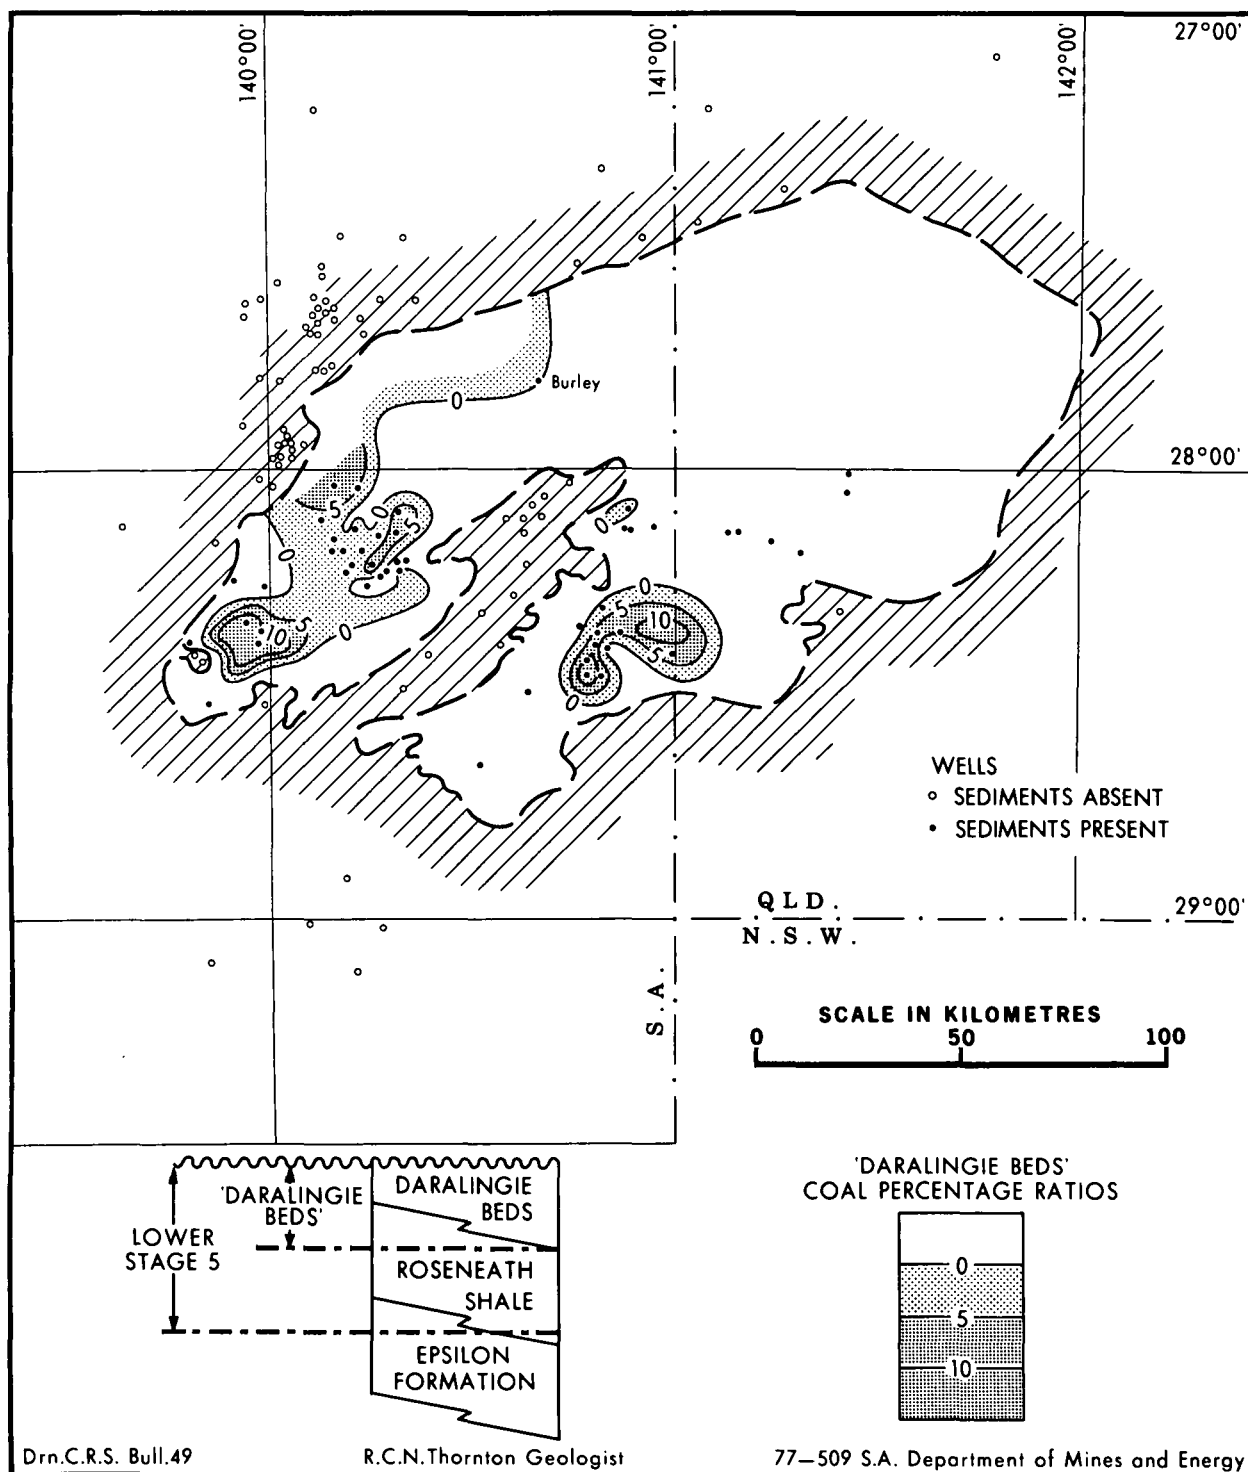 140°00'
141°00'
142°00'
27°00'
Burley
0
28°00'
5
0
5
0
0
5
10
0
0
0
5
10
5
0
WELLS
SEDIMENTS ABSENT
SEDIMENTS PRESENT
QLD.
29°00'
N.S.W.
S.A.
SCALE IN KILOMETRES
0 50 100
'DARALINGIE BEDS'
COAL PERCENTAGE RATIOS
0
5
10
'DARALINGIE
BEDS'
DARALINGIE
BEDS
LOWER
STAGE 5
ROSENEATH
SHALE
EPSILON
FORMATION
Drn.C.R.S. Bull.49
R.C.N.Thornton Geologist
77—509 S.A. Department of Mines and Energy